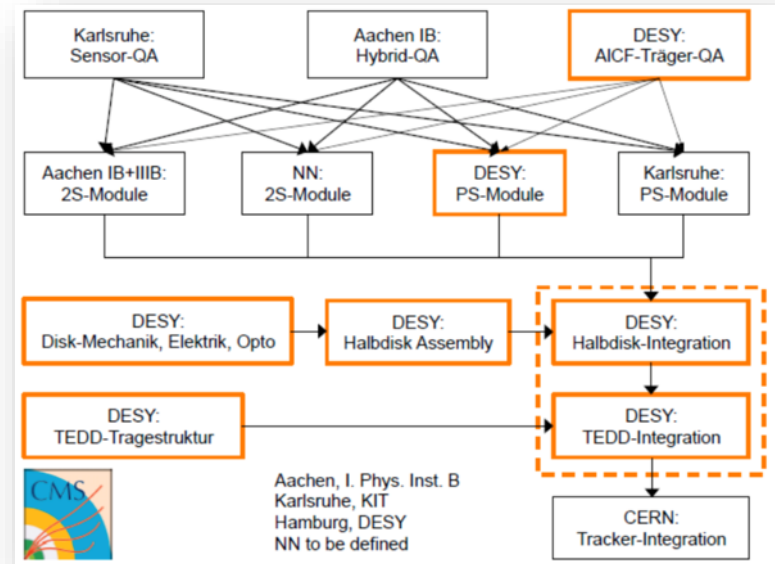 Karlsruhe:
Sensor-QA
Aachen IB:
Hybrid-QA
DESY:
AICF-Träger-QA
Aachen IB+IIIB:
2S-Module
NN:
2S-Module
DESY:
PS-Module
Karlsruhe:
PS-Module
DESY:
Disk-Mechanik, Elektrik, Opto
DESY:
Halbdisk Assembly
DESY:
Halbdisk-Integration
DESY:
TEDD-Tragestruktur
DESY:
TEDD-Integration
CMS
Aachen, I. Phys. Inst. B
Karlsruhe, KIT
Hamburg, DESY
NN to be defined
CERN:
Tracker-Integration